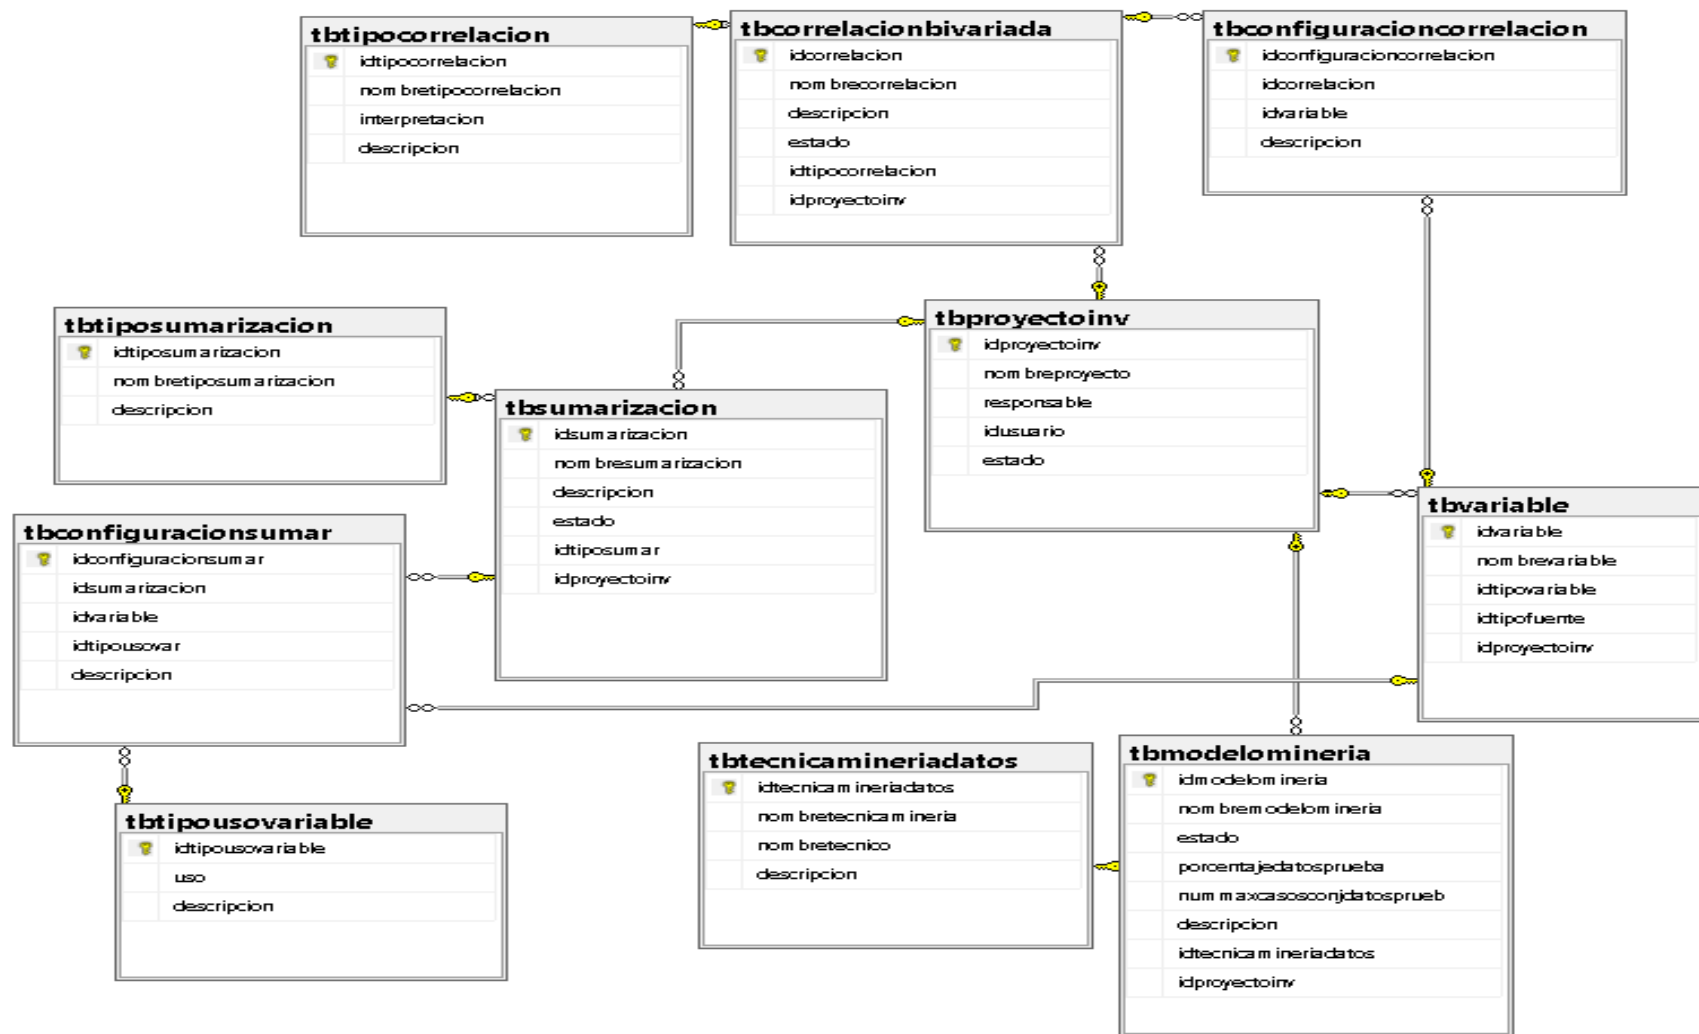 tbtipocorrelacion
idtipocorrelacion
nombretipocorrelacion
interpretacion
descripcion
tbcorrelacionbivariada
idcorrelacion
nombrecorrelacion
descripcion
estado
idtipocorrelacion
idproyectoinv
tbconfiguracioncorrelacion
idconfiguracioncorrelacion
idcorrelacion
idvariable
descripcion
tbtiposumarizacion
idtiposumarizacion
nombretiposumarizacion
descripcion
tbsumarizacion
idsumarizacion
nombresumarizacion
descripcion
estado
idtiposumar
idproyectoinv
tbproyectoinv
idproyectoinv
nombreproyecto
responsable
idusuario
estado
tbvariable
idvariable
nombrevariable
idtipovariable
idtipofuente
idproyectoinv
tbconfiguracionsumar
idconfiguracionsumar
idsumarizacion
idvariable
idtipousovar
descripcion
tbtipousovariable
idtipousovariable
uso
descripcion
tbtecnicamineriadatos
idtecnicamineriadatos
nombretecnicamineria
nombretecnico
descripcion
tbmodelomineria
idmodelomineria
nombremodelomineria
estado
porcentajedatosprueba
nummaxcasosconjdatosprueb
descripcion
idtecnicamineriadatos
idproyectoinv